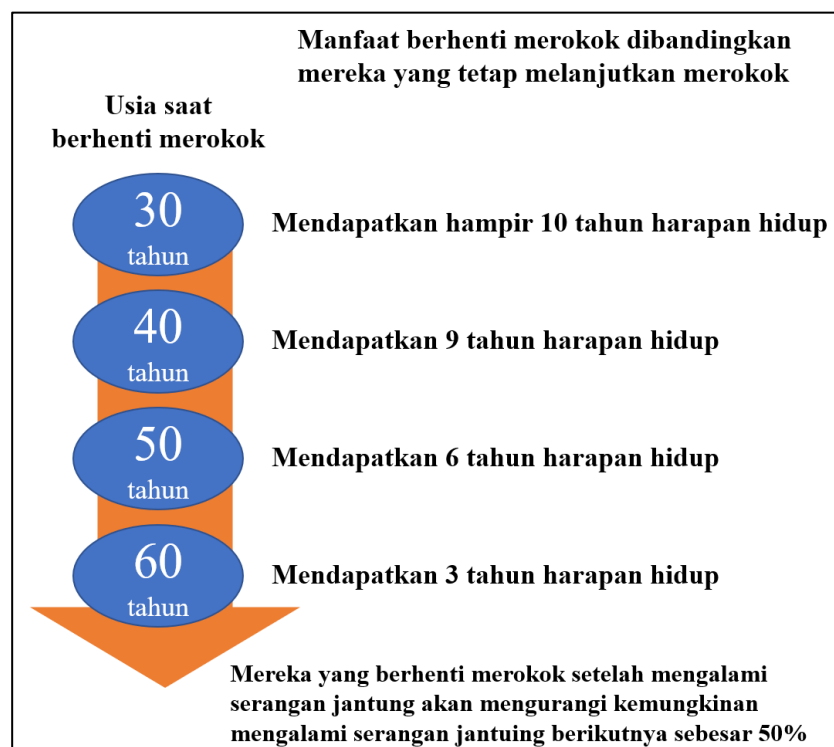 Manfaat berhenti merokok dibandingkan
mereka yang tetap melanjutkan merokok
Usia saat
berhenti merokok
30
tahun
Mendapatkan hampir 10 tahun harapan hidup
40
tahun
Mendapatkan 9 tahun harapan hidup
50
tahun
Mendapatkan 6 tahun harapan hidup
60
tahun
Mendapatkan 3 tahun harapan hidup
Mereka yang berhenti merokok setelah mengalami
serangan jantung akan mengurangi kemungkinan
mengalami serangan jantuing berikutnya sebesar 50%